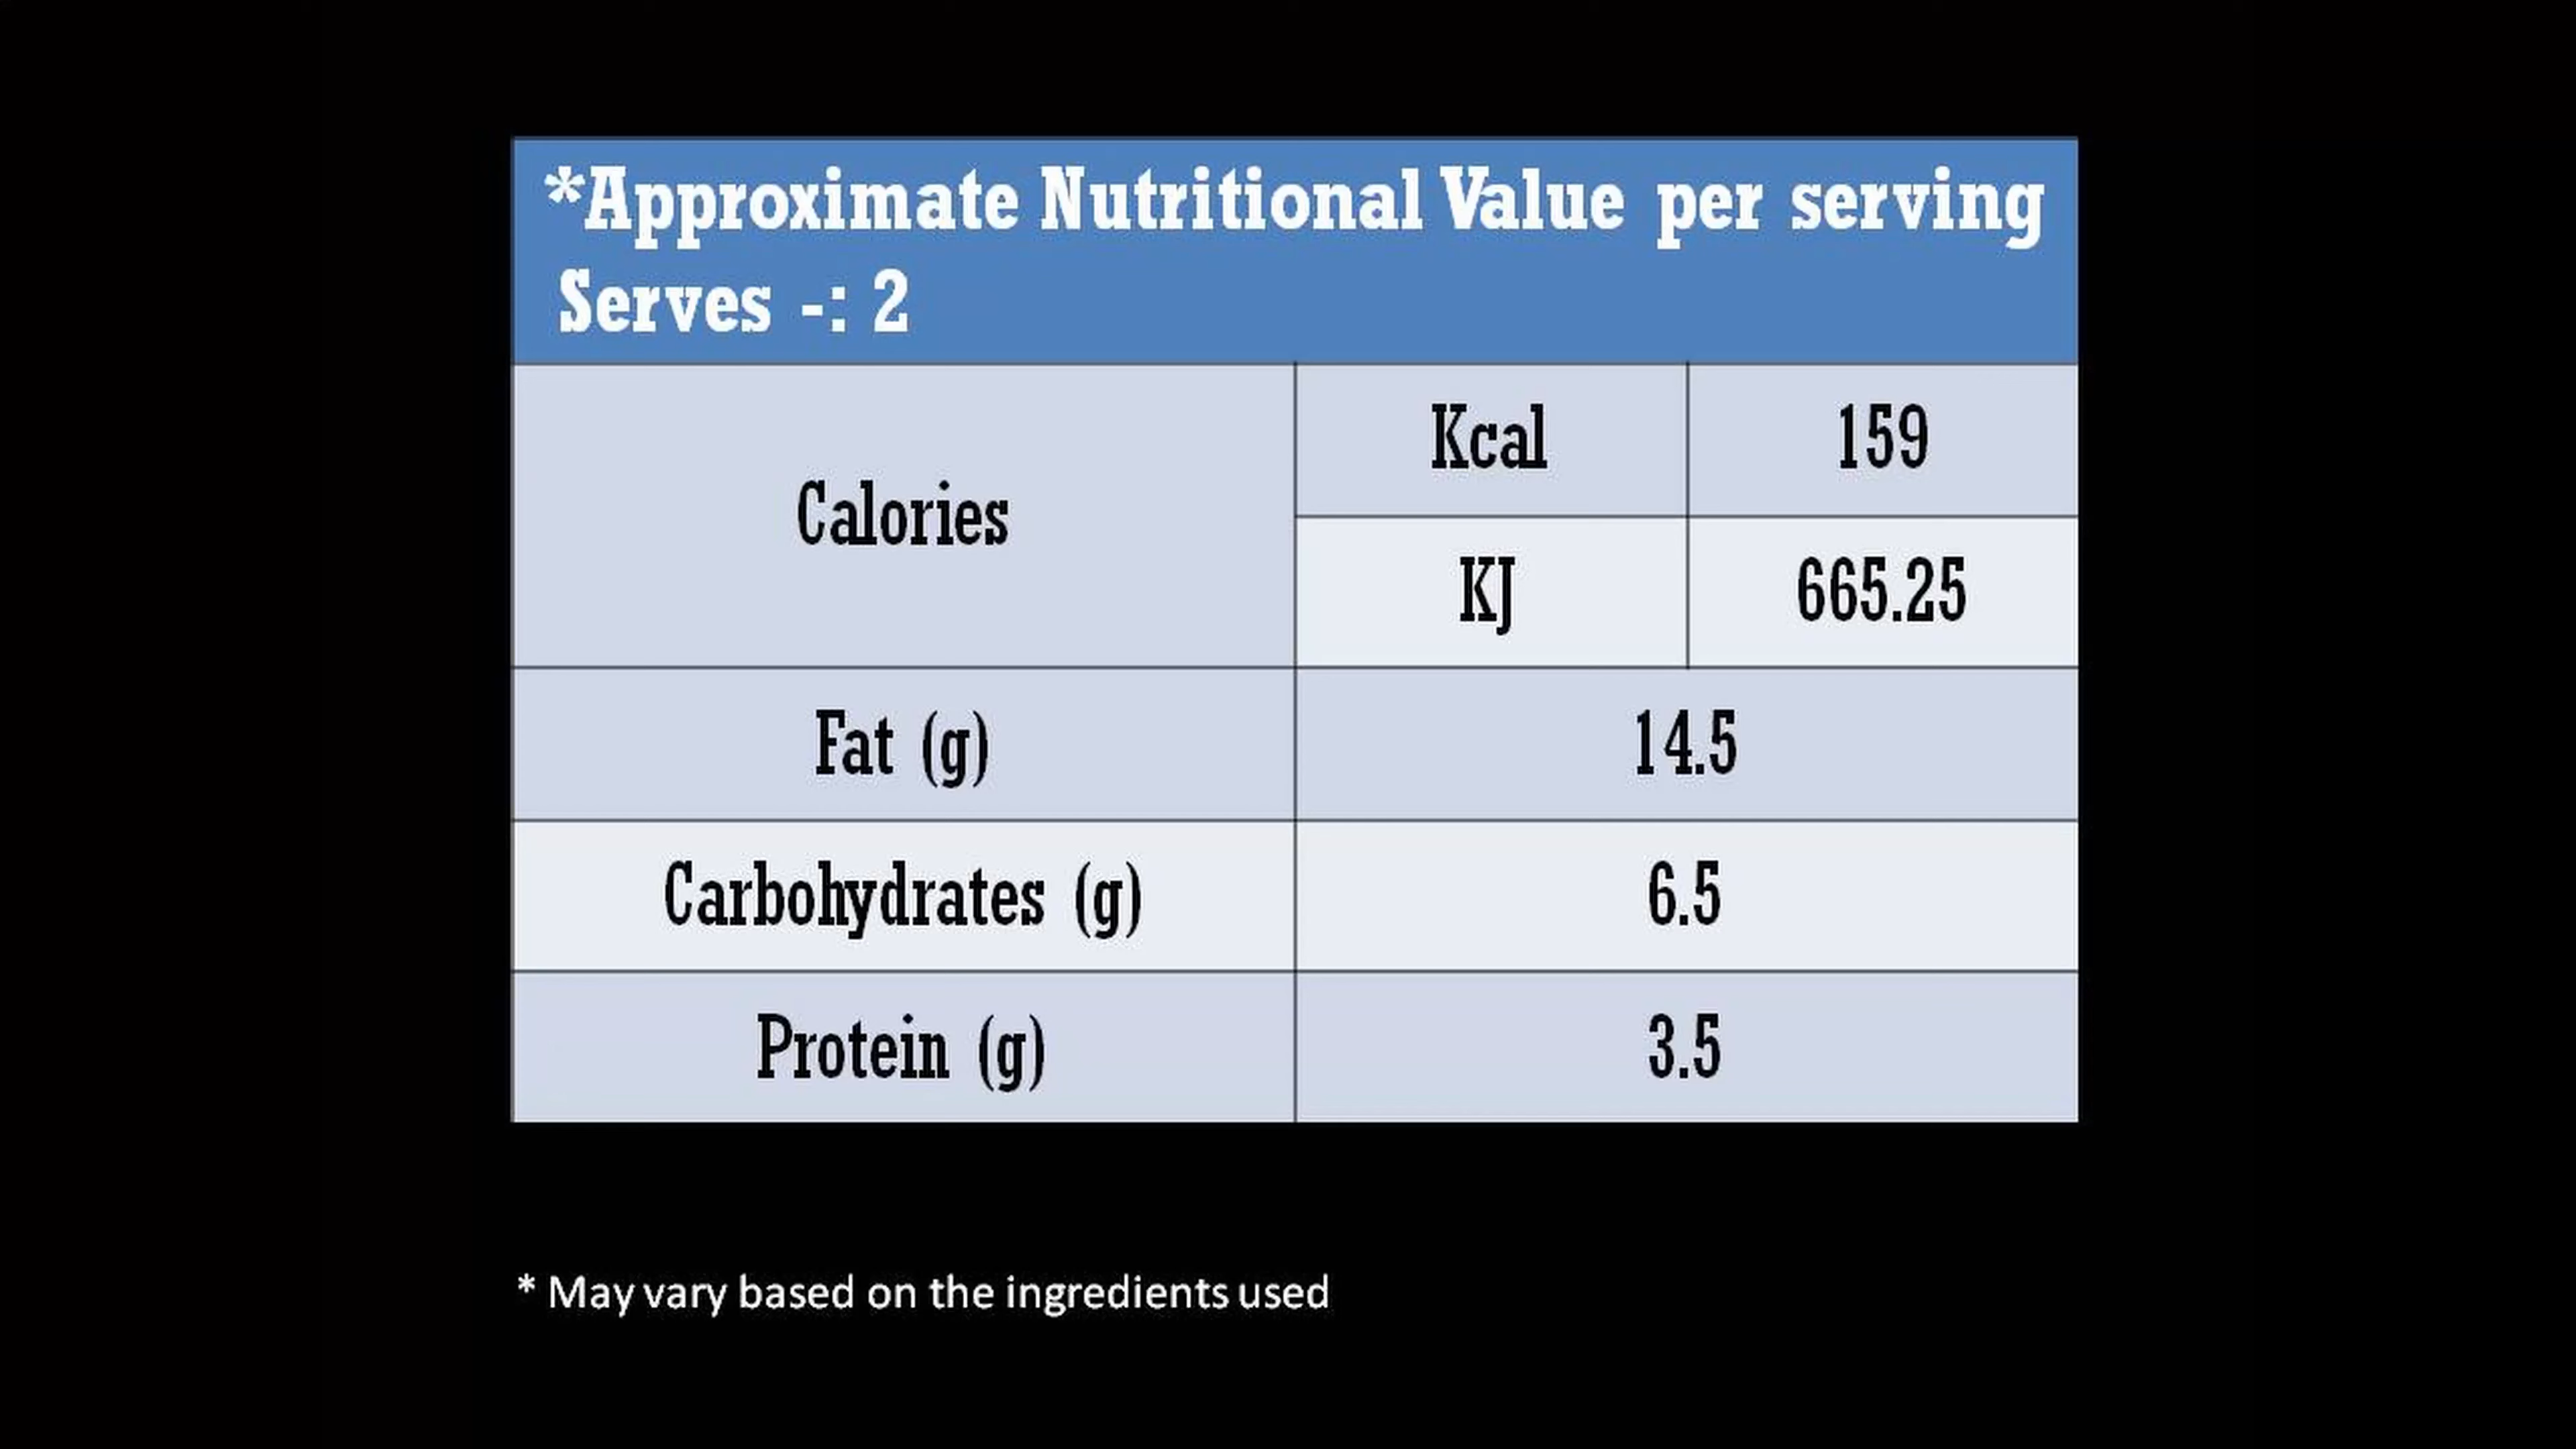 *Approximate Nutritional Value per serving
Serves -: 2
Calories
Kcal
159
KJ
665.25
Fat (g)
14.5
Carbohydrates (g)
6.5
Protein (g)
3.5
* May vary based on the ingredients used